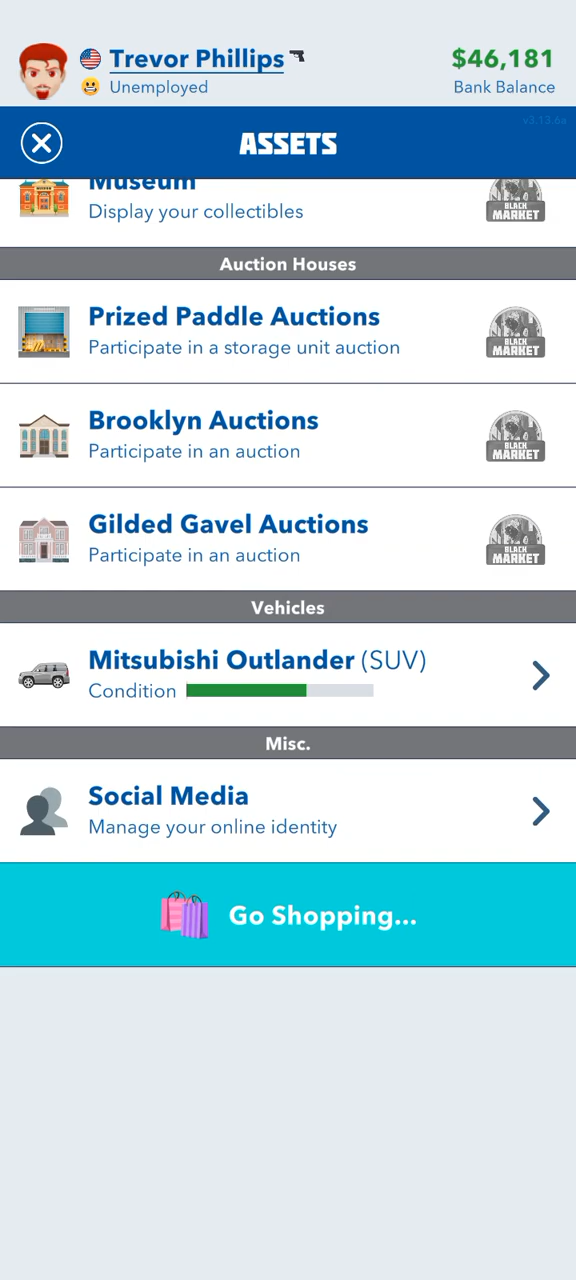 Trevor Phillips
Unemployed
$46,181
Bank Balance
v3.13.6a
ASSETS
Museum
Display your collectibles
BLACK MARKET
Auction Houses
Prized Paddle Auctions
Participate in a storage unit auction
BLACK MARKET
Brooklyn Auctions
Participate in an auction
BLACK MARKET
Gilded Gavel Auctions
Participate in an auction
BLACK MARKET
Vehicles
Mitsubishi Outlander (SUV)
Condition
Misc.
Social Media
Manage your online identity
Go Shopping...